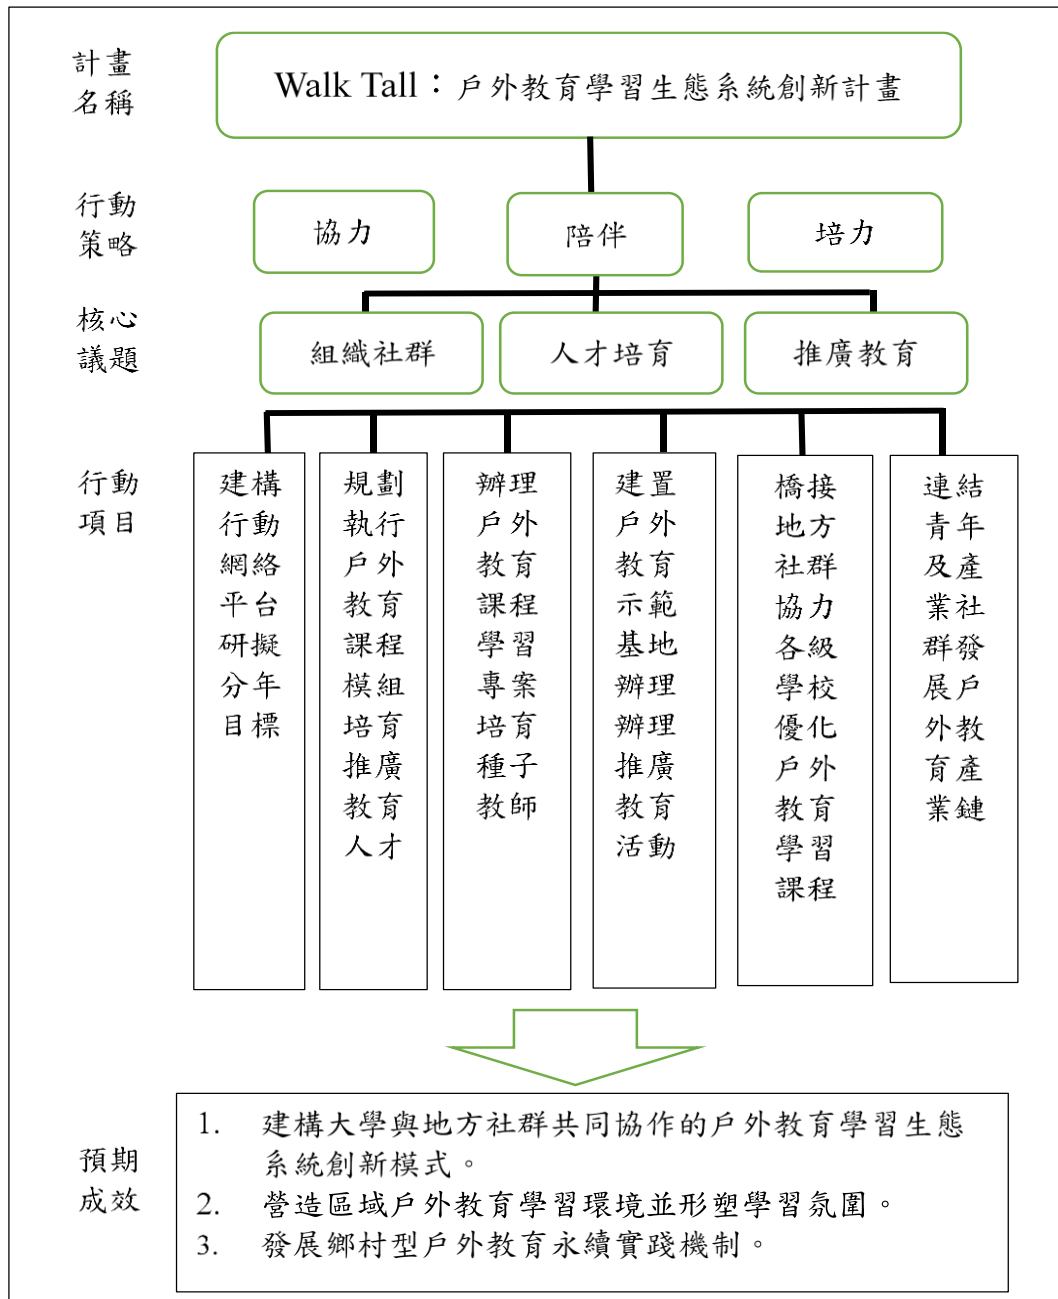 計畫
名稱
Walk Tall：戶外教育學習生態系統創新計畫
行動
策略
協力
陪伴
培力
核心
議題
組織社群
人才培育
推廣教育
行動
項目
建構
行動
網絡
平台
研擬
分年
目標
規劃
執行
戶外
教育
課程
模組
培育
推廣
教育
人才
辦理
戶外
教育
課程
學習
專案
培育
種子
教師
建置
戶外
教育
示範
基地
辦理
辦理
推廣
教育
活動
橋接
地方
社群
協力
各級
學校
優化
戶外
教育
學習
課程
連結
青年
及產
業社
群發
展戶
外教
育產
業鏈
預期
成效
1. 建構大學與地方社群共同協作的戶外教育學習生態
系統創新模式。
2. 營造區域戶外教育學習環境並形塑學習氛圍。
3. 發展鄉村型戶外教育永續實踐機制。